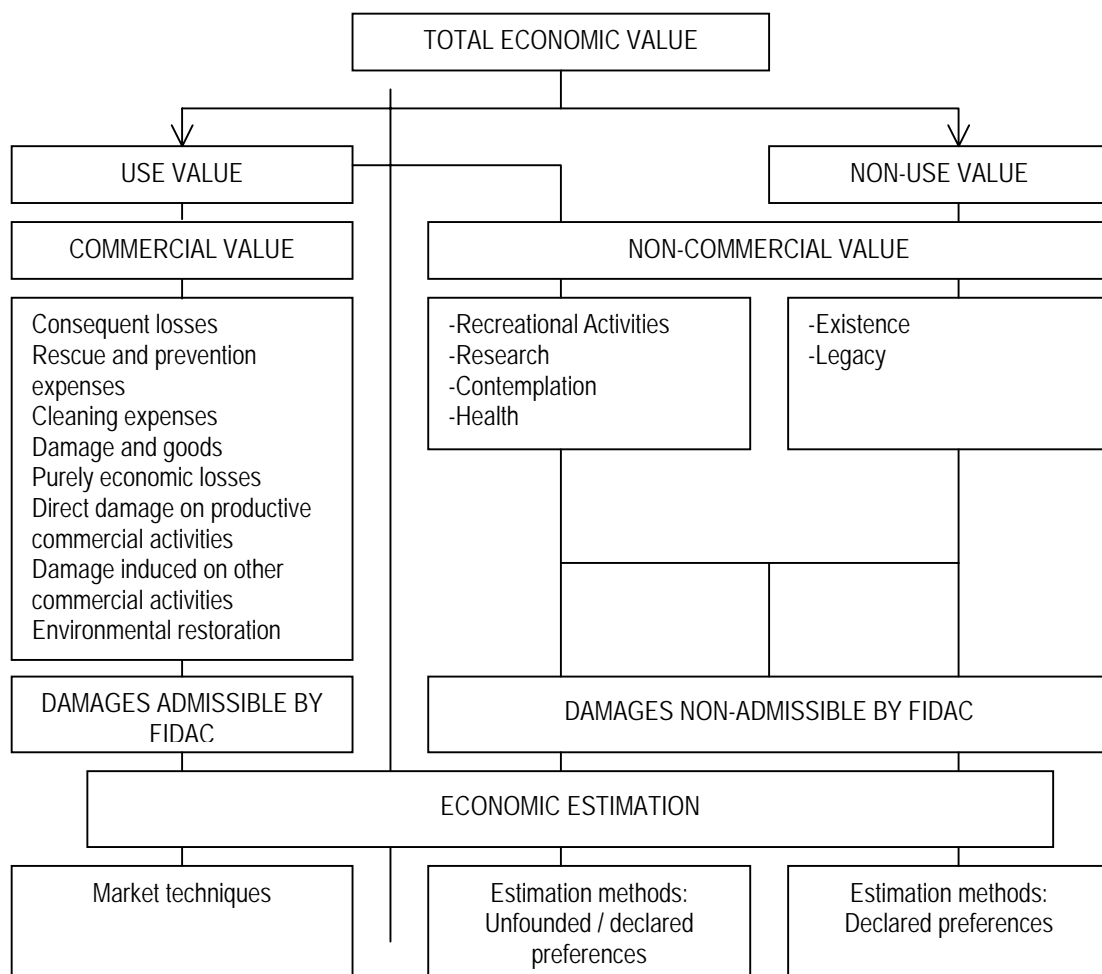 TOTAL ECONOMIC VALUE
USE VALUE
NON-USE VALUE
COMMERCIAL VALUE
NON-COMMERCIAL VALUE
Consequent losses
Rescue and prevention
expenses
Cleaning expenses
Damage and goods
Purely economic losses
Direct damage on productive
commercial activities
Damage induced on other
commercial activities
Environmental restoration
-Recreational Activities
-Research
-Contemplation
-Health
-Existence
-Legacy
DAMAGES ADMISSIBLE BY
FIDAC
DAMAGES NON-ADMISSIBLE BY FIDAC
ECONOMIC ESTIMATION
Market techniques
Estimation methods:
Unfounded / declared
preferences
Estimation methods:
Declared preferences